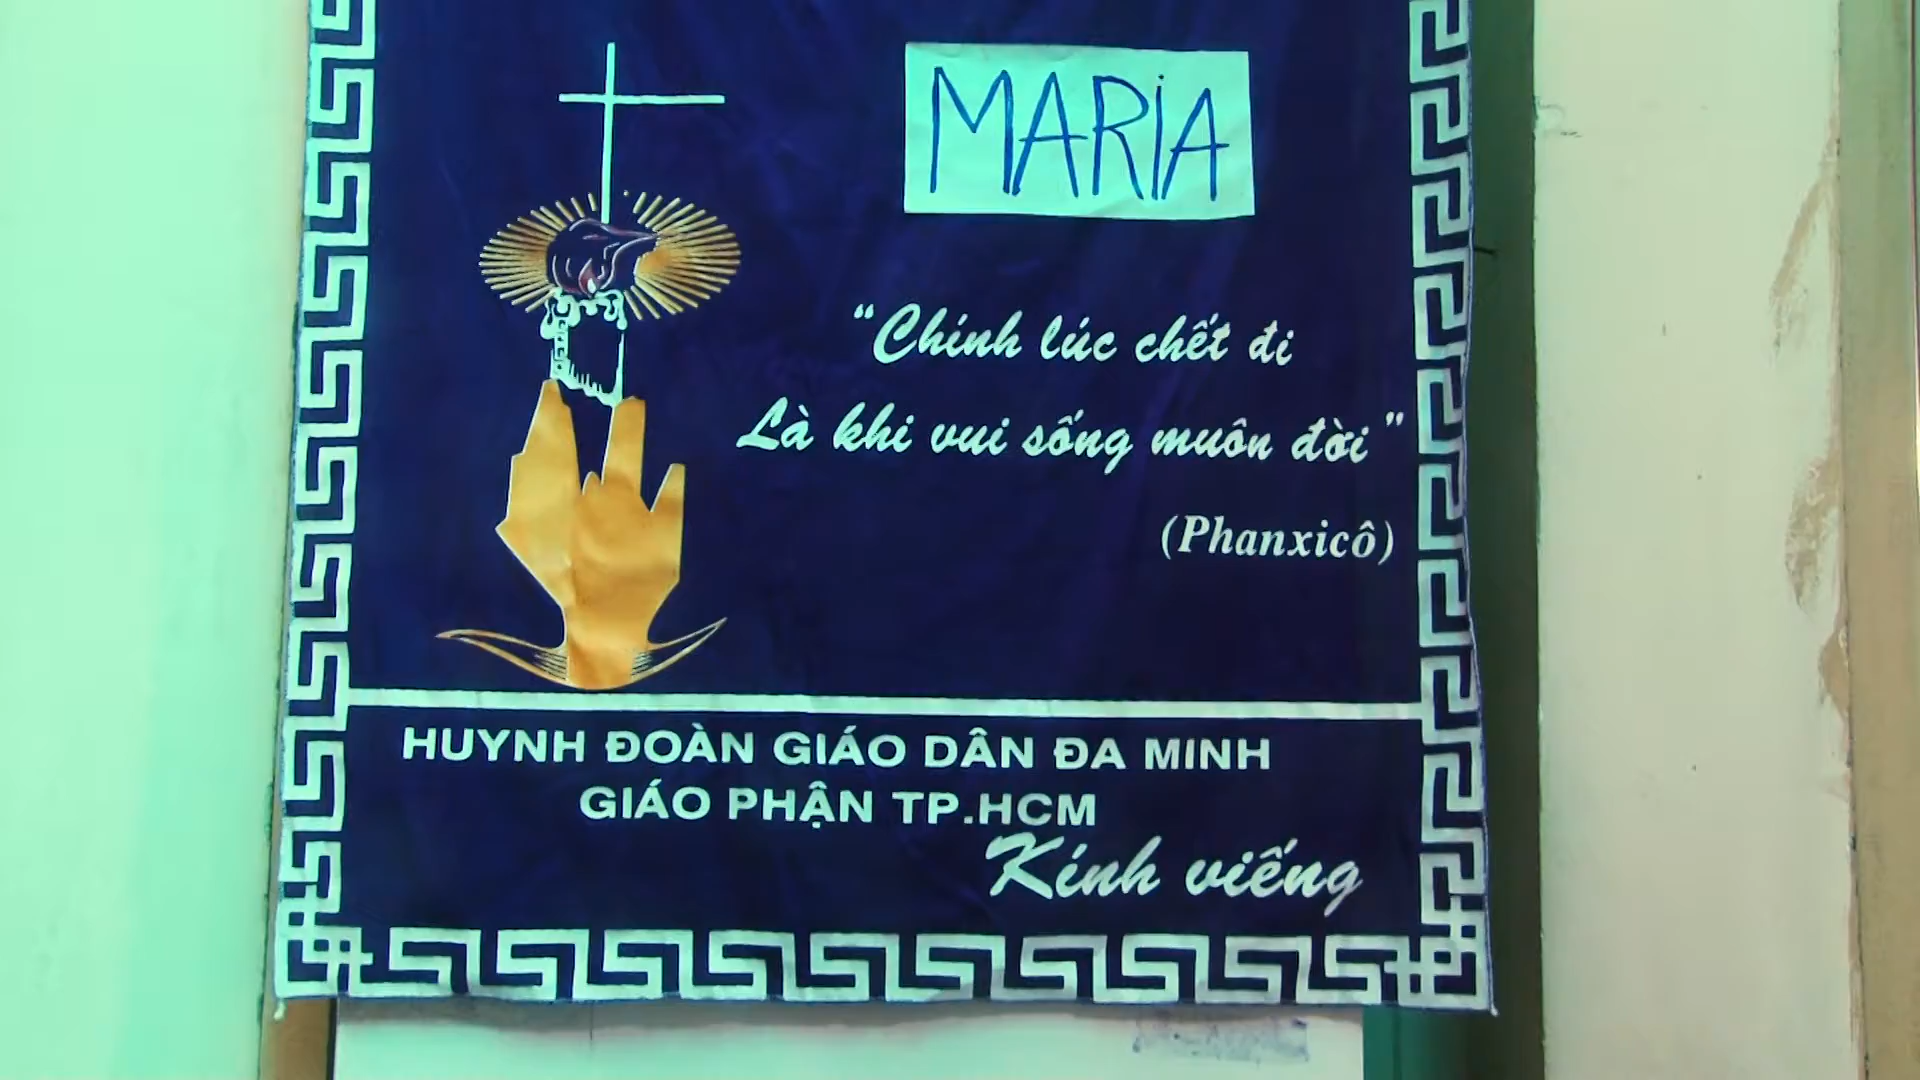 MARiA
“Chính lúc chết đi
Là khi vui sống muôn đời”
(Phanxicô)
HUYNH ĐOÀN GIÁO DÂN ĐA MINH
GIÁO PHẬN TP.HCM
Kính viếng